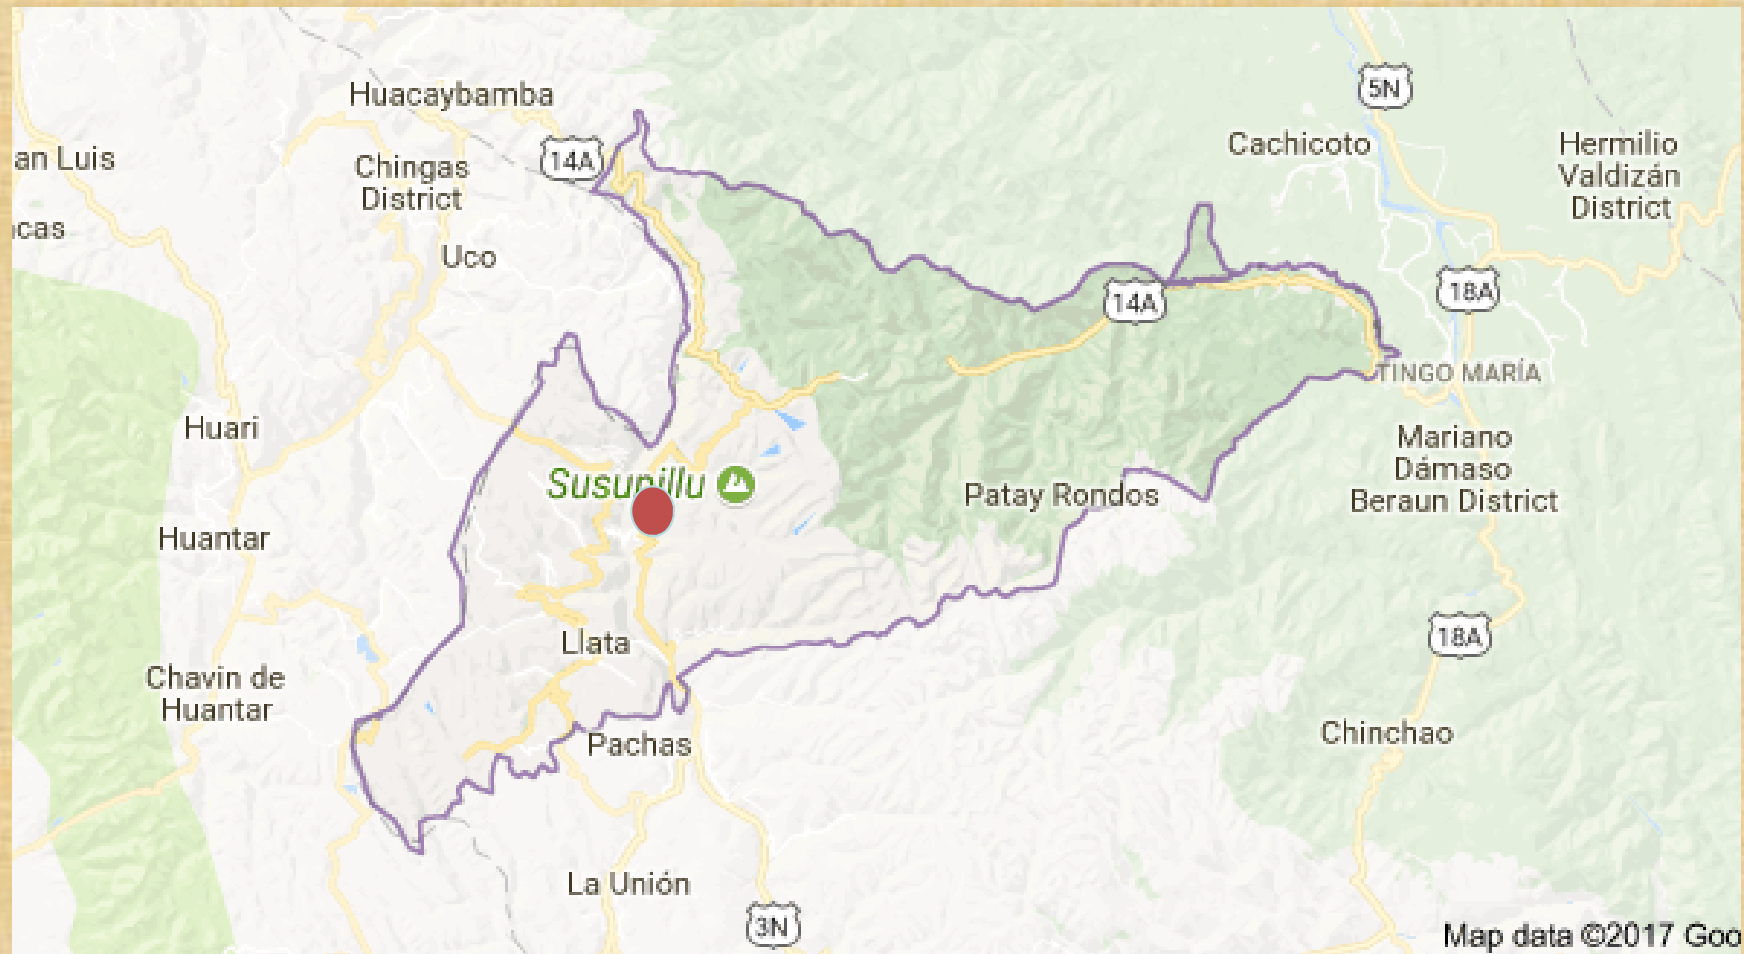 Huacaybamba
5N
an Luis
14A
Cachicoto
Hermilio
Valdizán
District
Chingas
District
cas
Uco
18A
14A
TINGO MARÍA
Huari
Mariano
Dámaso
Beraun District
Susupillu
Patay Rondos
Huantar
Llata
18A
Chavin de
Huantar
Pachas
Chinchao
La Unión
3N
Map data ©2017 Goo